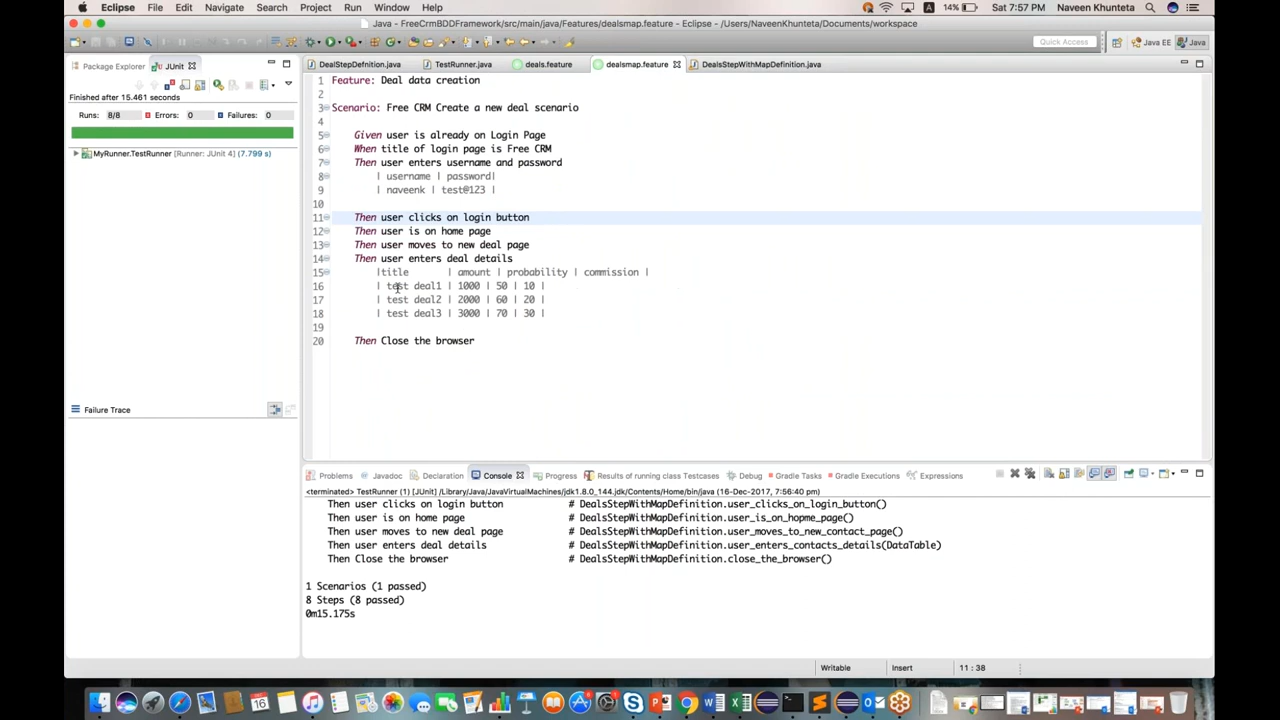 Eclipse File Edit Navigate Search Project Run Window Help 14% Sat 7:57 PM Naveen Khunteta
Java - FreeCrmBDDFramework/src/main/java/Features/dealsmap.feature - Eclipse - /Users/NaveenKhunteta/Documents/workspace
Quick Access Java EE Java
Package Explorer JUnit
DealStepDefnition.java TestRunner.java deals.feature dealsmap.feature DealsStepWithMapDefinition.java
Finished after 15.461 seconds
Runs: 8/8 Errors: 0 Failures: 0
MyRunner.TestRunner [Runner: JUnit 4] (7.799 s)
Failure Trace
1 Feature: Deal data creation
2
3 Scenario: Free CRM Create a new deal scenario
4
5 Given user is already on Login Page
6 When title of login page is Free CRM
7 Then user enters username and password
8 | username | password|
9 | naveenk | test@123 |
10
11 Then user clicks on login button
12 Then user is on home page
13 Then user moves to new deal page
14 Then user enters deal details
15 |title | amount | probability | commission |
16 | test deal1 | 1000 | 50 | 10 |
17 | test deal2 | 2000 | 60 | 20 |
18 | test deal3 | 3000 | 70 | 30 |
19
20 Then Close the browser
Problems Javadoc Declaration Console Progress Results of running class Testcases Debug Gradle Tasks Gradle Executions Expressions
<terminated> TestRunner (1) [JUnit] /Library/Java/JavaVirtualMachines/jdk1.8.0_144.jdk/Contents/Home/bin/java (16-Dec-2017, 7:56:40 PM)
Then user clicks on login button # DealsStepWithMapDefinition.user_clicks_on_login_button()
Then user is on home page # DealsStepWithMapDefinition.user_is_on_hopme_page()
Then user moves to new deal page # DealsStepWithMapDefinition.user_moves_to_new_contact_page()
Then user enters deal details # DealsStepWithMapDefinition.user_enters_contacts_details(DataTable)
Then Close the browser # DealsStepWithMapDefinition.close_the_browser()
1 Scenarios (1 passed)
8 Steps (8 passed)
0m15.175s
Writable Insert 11 : 38